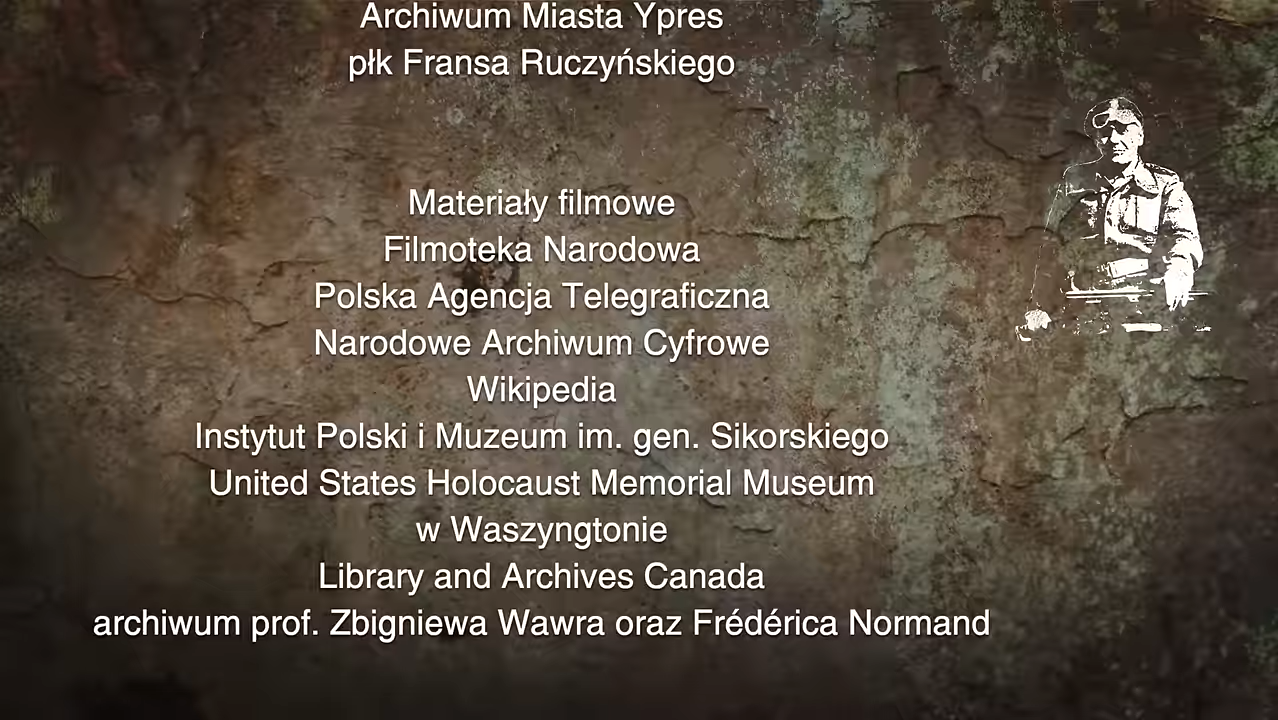 Archiwum Miasta Ypres
płk Fransa Ruczyńskiego
Materiały filmowe
Filmoteka Narodowa
Polska Agencja Telegraficzna
Narodowe Archiwum Cyfrowe
Wikipedia
Instytut Polski i Muzeum im. gen. Sikorskiego
United States Holocaust Memorial Museum
w Waszyngtonie
Library and Archives Canada
archiwum prof. Zbigniewa Wawra oraz Frédérica Normand